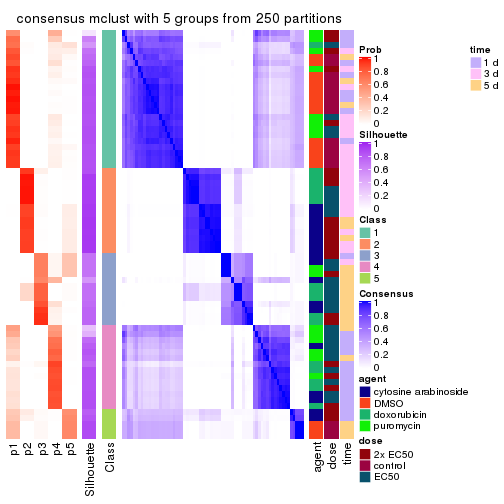 consensus mclust with 5 groups from 250 partitions
Prob
1
0.8
0.6
0.4
0.2
0
Silhouette
1
0.8
0.6
0.4
0.2
0
Class
1
2
3
4
5
Consensus
1
0.8
0.6
0.4
0.2
0
agent
cytosine arabinoside
DMSO
doxorubicin
puromycin
dose
2x EC50
control
EC50
time
1 d
3 d
5 d
p1
p2
p3
p4
p5
Silhouette
Class
agent
dose
time